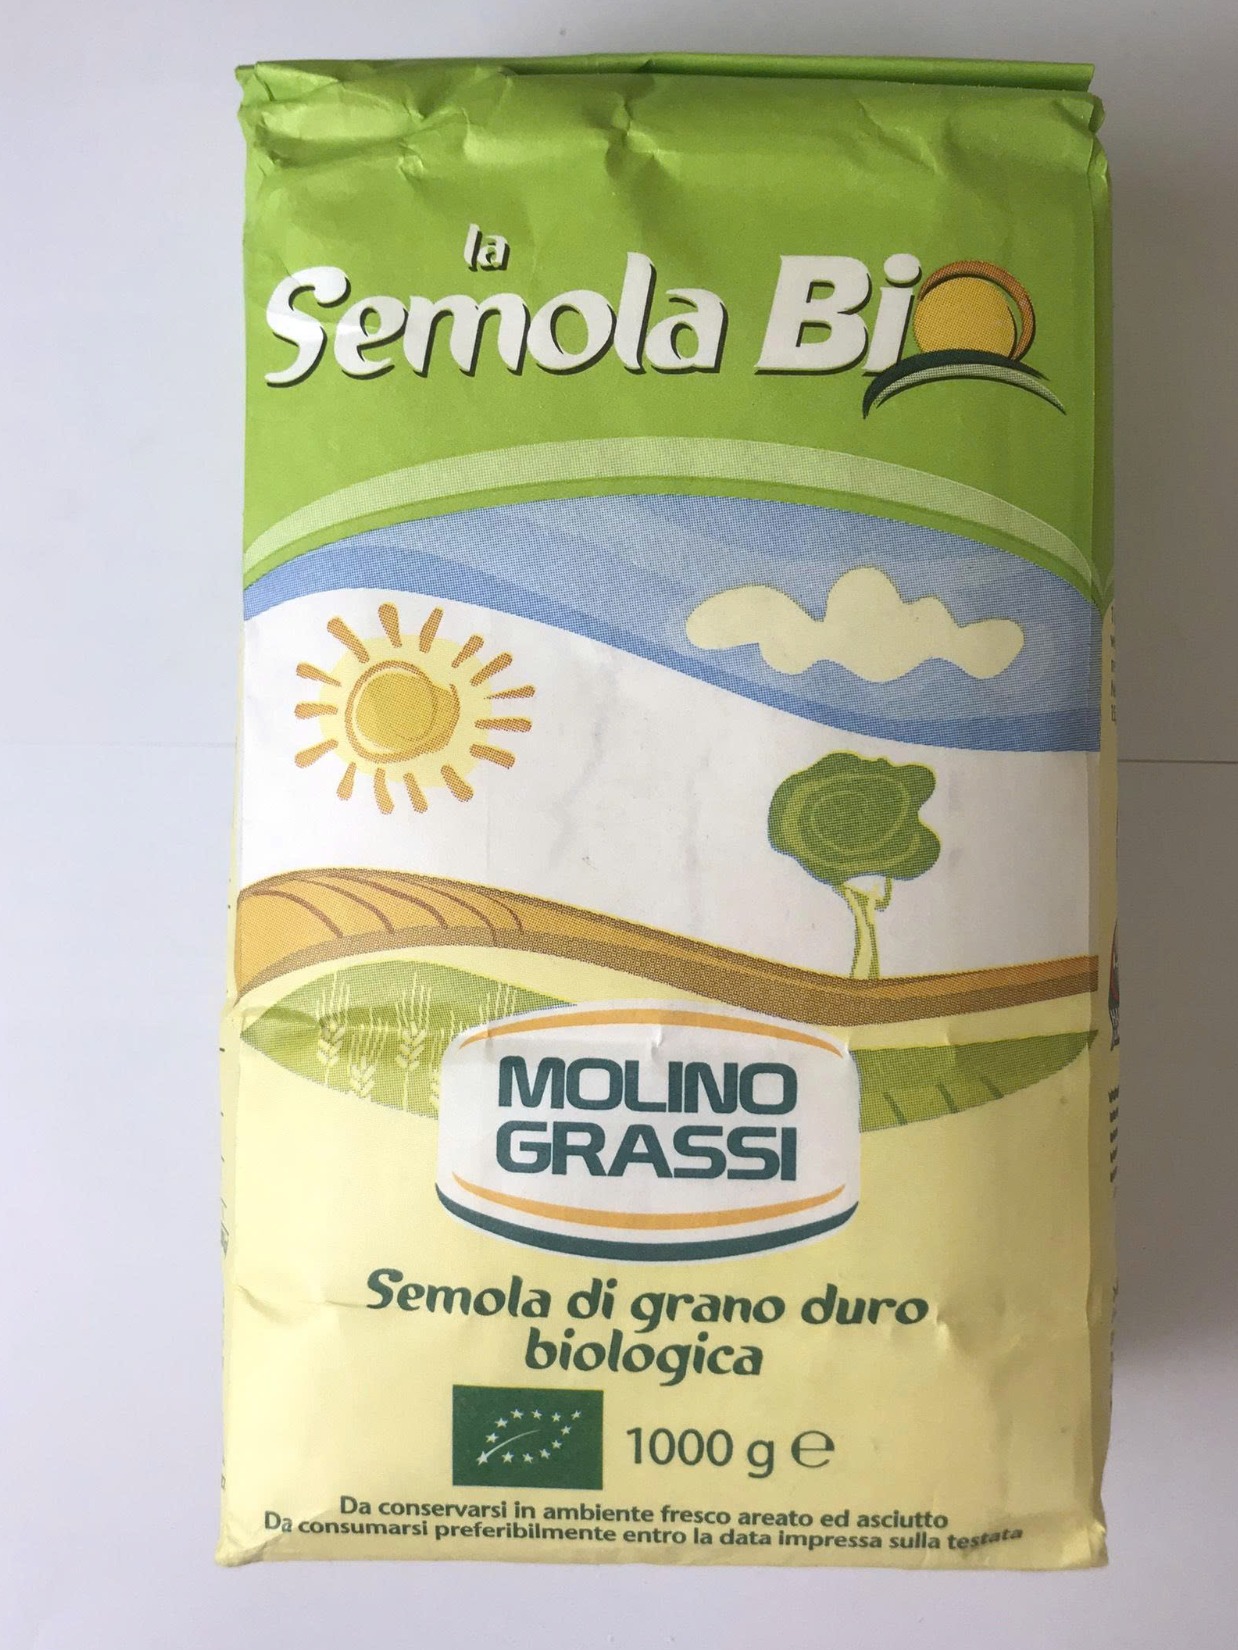 la
Semola Bio
MOLINO
GRASSI
Semola di grano duro
biologica
1000 g ℮
Da conservarsi in ambiente fresco areato ed asciutto
Da consumarsi preferibilmente entro la data impressa sulla testata